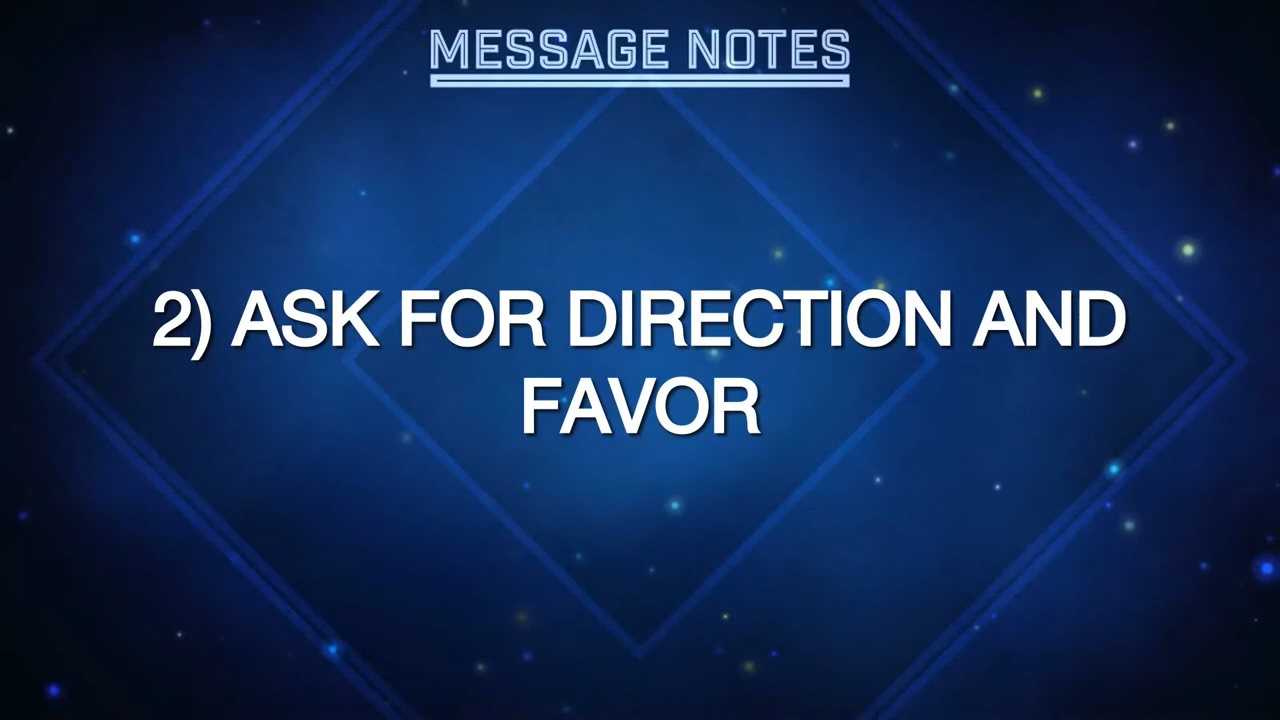 MESSAGE NOTES
2) ASK FOR DIRECTION AND
FAVOR